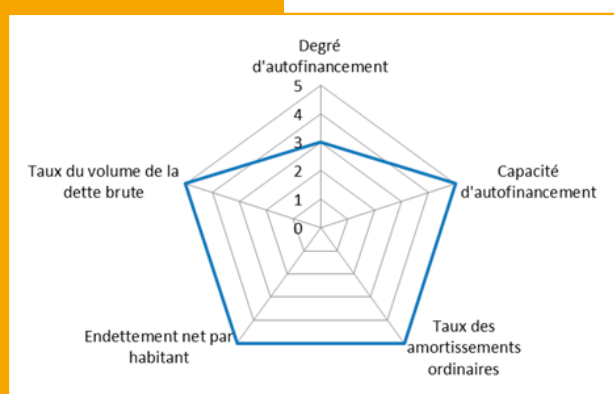 Degré
d'autofinancement
5
4
3
2
1
0
Capacité
d'autofinancement
Taux des
amortissements
ordinaires
Endettement net par
habitant
Taux du volume de la
dette brute